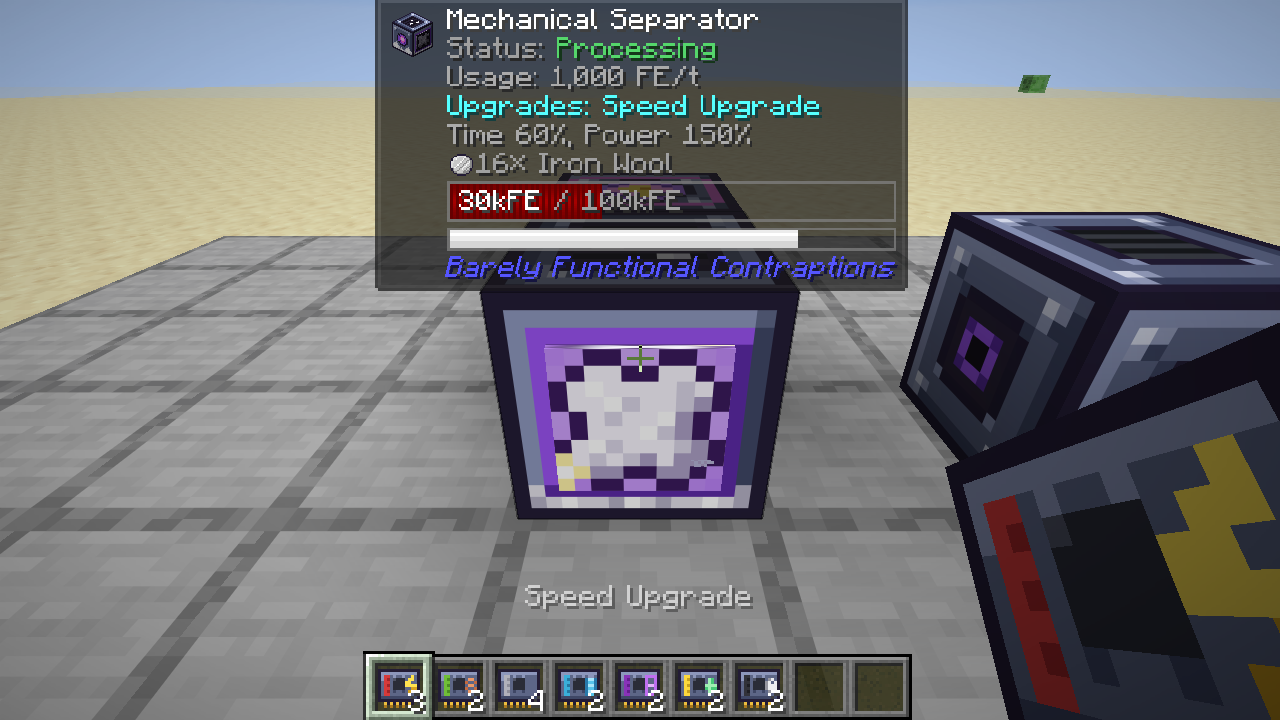 Mechanical Separator
Status: Processing
Usage: 1,000 FE/t
Upgrades: Speed Upgrade
Time 60%, Power 150%
16× Iron Wool
30kFE / 100kFE
Barely Functional Contraptions
Speed Upgrade
3 2 4 2 2 2 2